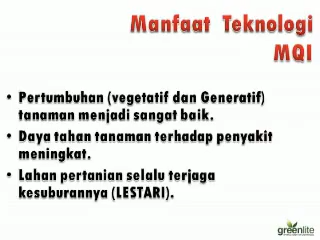 Manfaat Teknologi
MQI
• Pertumbuhan (vegetatif dan Generatif)
tanaman menjadi sangat baik.
• Daya tahan tanaman terhadap penyakit
meningkat.
• Lahan pertanian selalu terjaga
kesuburannya (LESTARI).
greenlite